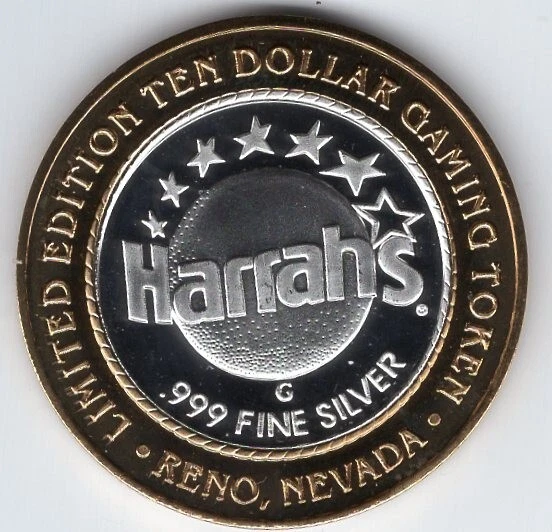 LIMITED EDITION TEN DOLLAR GAMING TOKEN
Harrah's®
G
.999 FINE SILVER
• RENO, NEVADA •